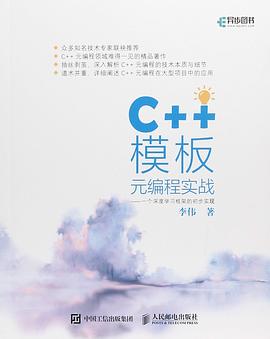 异步图书
众多知名技术专家联袂推荐
C++ 元编程领域难得一见的精品著作
抽丝剥茧，深入解析 C++ 元编程的技术本质与细节
道术并重，详细阐述 C++ 元编程在大型项目中的应用
C++
模板
元编程实战
——一个深度学习框架的初步实现
李伟 著
中国工信出版集团
人民邮电出版社